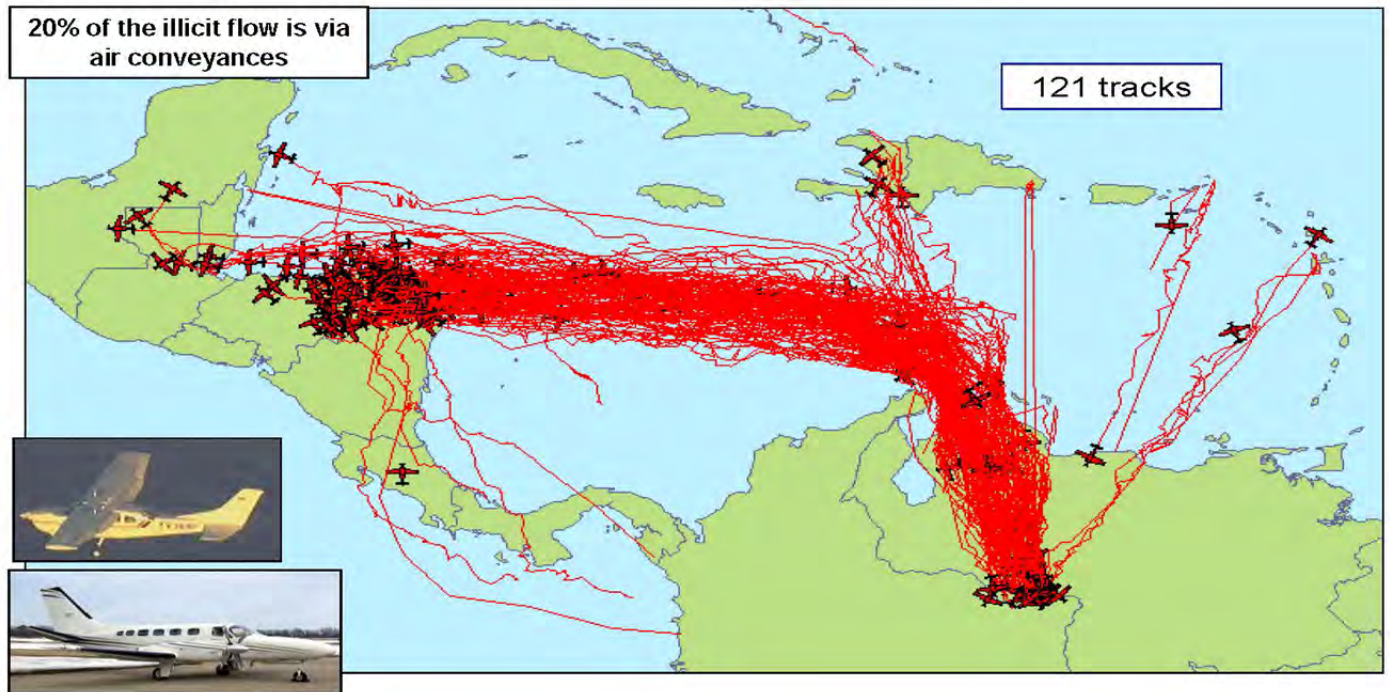 20% of the illicit flow is via
air conveyances
121 tracks